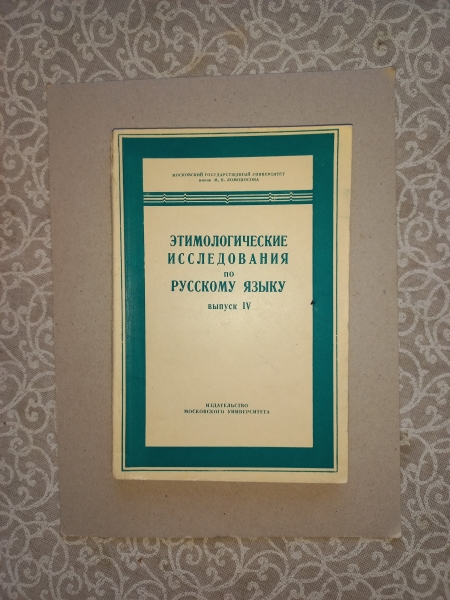 МОСКОВСКИЙ ГОСУДАРСТВЕННЫЙ УНИВЕРСИТЕТ
имени М. В. ЛОМОНОСОВА
ЭТИМОЛОГИЧЕСКИЕ
ИССЛЕДОВАНИЯ
ПО
РУССКОМУ ЯЗЫКУ
выпуск IV
ИЗДАТЕЛЬСТВО
МОСКОВСКОГО УНИВЕРСИТЕТА